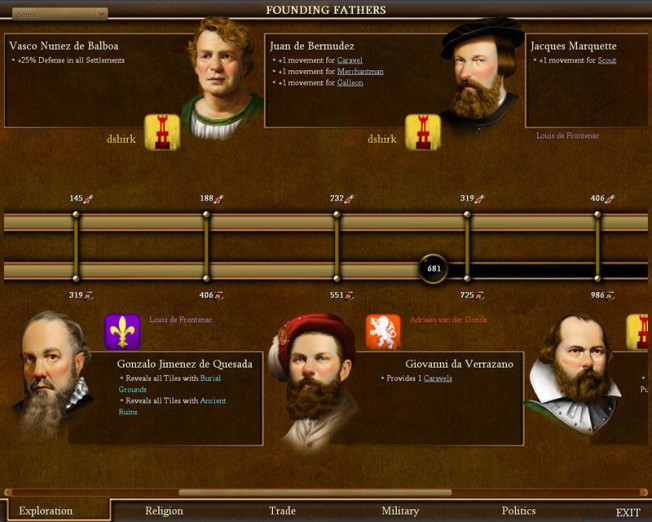 FOUNDING FATHERS
dshirk
Vasco Nunez de Balboa
• +25% Defense in all Settlements
dshirk
Juan de Bermudez
• +1 movement for Caravel
• +1 movement for Merchantman
• +1 movement for Galleon
dshirk
Jacques Marquette
• +1 movement for Scout
Louis de Frontenac
145 188 232 319 406
681
319 406 551 725 986
Louis de Frontenac
Gonzalo Jimenez de Quesada
• Reveals all Tiles with Burial
Grounds
• Reveals all Tiles with Ancient
Ruins
Adriaen van der Donck
Giovanni da Verrazano
• Provides 1 Caravels
Exploration Religion Trade Military Politics EXIT